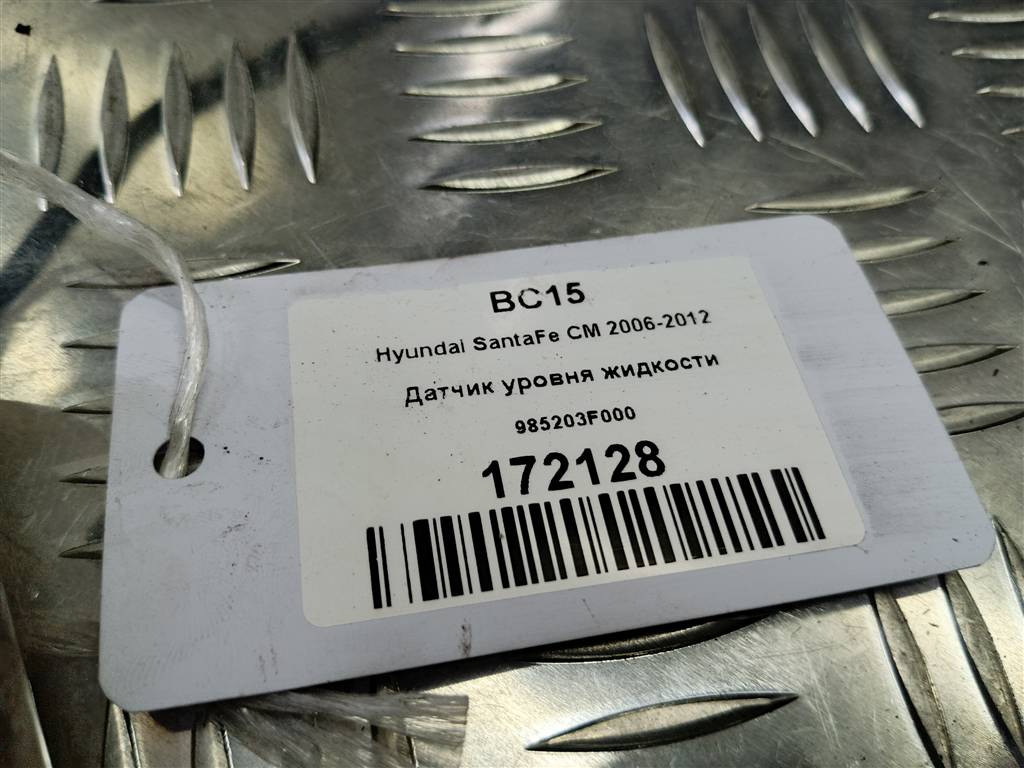 BC15
Hyundai SantaFe CM 2006-2012
Датчик уровня жидкости
985203F000
172128